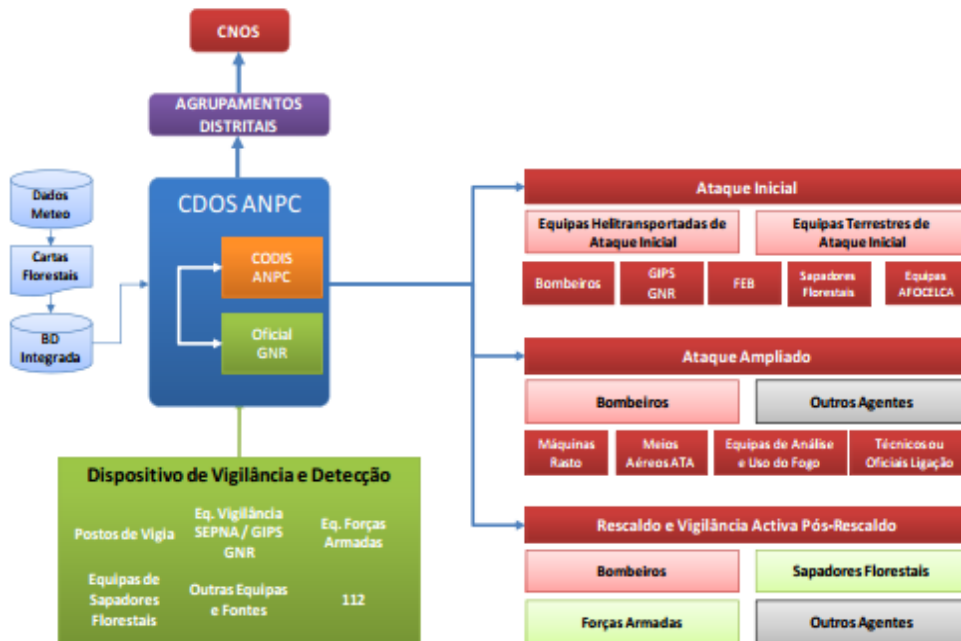 CNOS
AGRUPAMENTOS
DISTRITAIS
Dados
Meteo
Cartas
Florestais
BD
Integrada
CDOS ANPC
CODIS
ANPC
Oficial
GNR
Dispositivo de Vigilância e Detecção
Postos de Vigia
Eq. Vigilância
SEPNA / GIPS
GNR
Eq. Forças
Armadas
Equipas de
Sapadores
Florestais
Outras Equipas
e Fontes
112
Ataque Inicial
Equipas Helitransportadas de
Ataque Inicial
Equipas Terrestres de
Ataque Inicial
Bombeiros
GIPS
GNR
FEB
Sapadores
Florestais
Equipas
AFOCELCA
Ataque Ampliado
Bombeiros
Outros Agentes
Máquinas
Rasto
Meios
Aéreos ATA
Equipas de Análise
e Uso do Fogo
Técnicos ou
Oficiais Ligação
Rescaldo e Vigilância Activa Pós-Rescaldo
Bombeiros
Sapadores Florestais
Forças Armadas
Outros Agentes